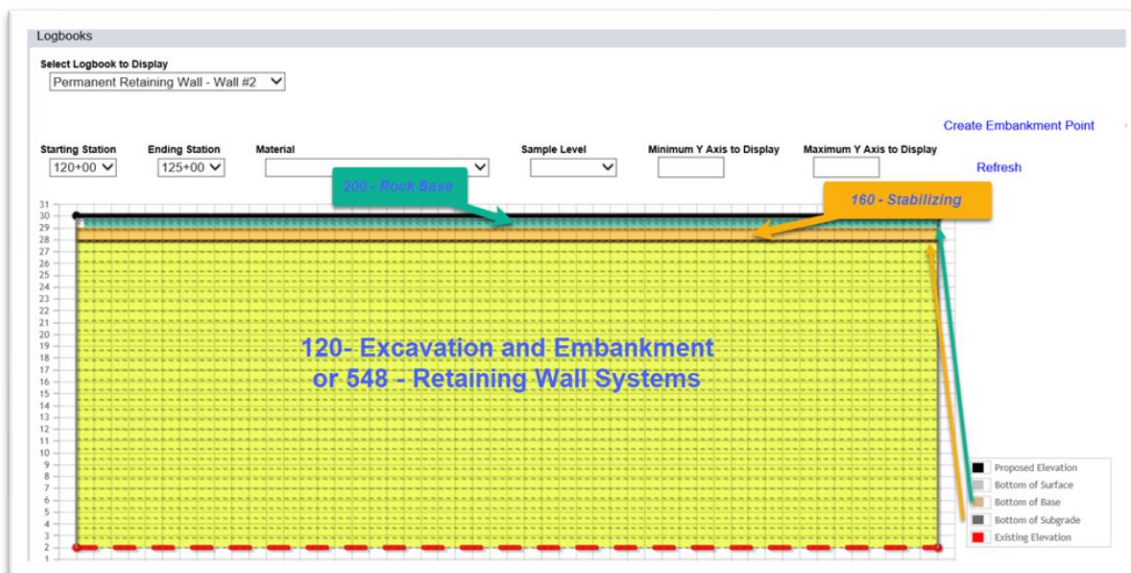 Logbooks
Select Logbook to Display
Permanent Retaining Wall - Wall #2
Create Embankment Point
Starting Station Ending Station Material Sample Level Minimum Y Axis to Display Maximum Y Axis to Display
120+00 125+00 Refresh
200 - Rock Base
160 - Stabilizing
31
30
29
28
27
26
25
24
23
22
21
20
19
18
17
16
15
14
13
12
11
10
9
8
7
6
5
4
3
2
1
120- Excavation and Embankment
or 548 - Retaining Wall Systems
Proposed Elevation
Bottom of Surface
Bottom of Base
Bottom of Subgrade
Existing Elevation